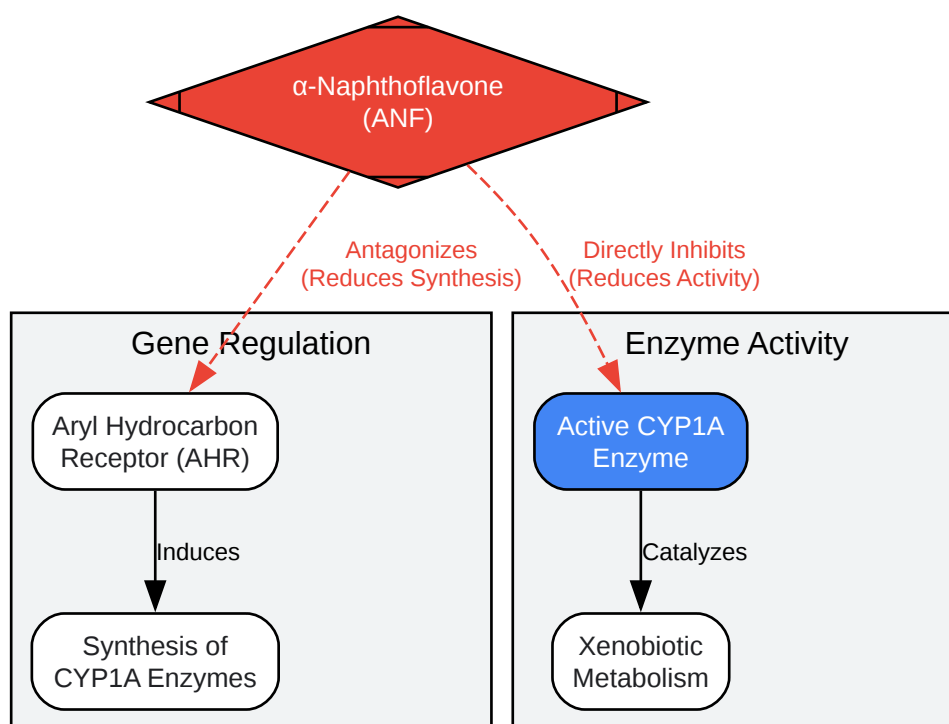 α-Naphthoflavone
(ANF)
Antagonizes
(Reduces Synthesis)
Directly Inhibits
(Reduces Activity)
Gene Regulation
Aryl Hydrocarbon
Receptor (AHR)
Induces
Synthesis of
CYP1A Enzymes
Enzyme Activity
Active CYP1A
Enzyme
Catalyzes
Xenobiotic
Metabolism